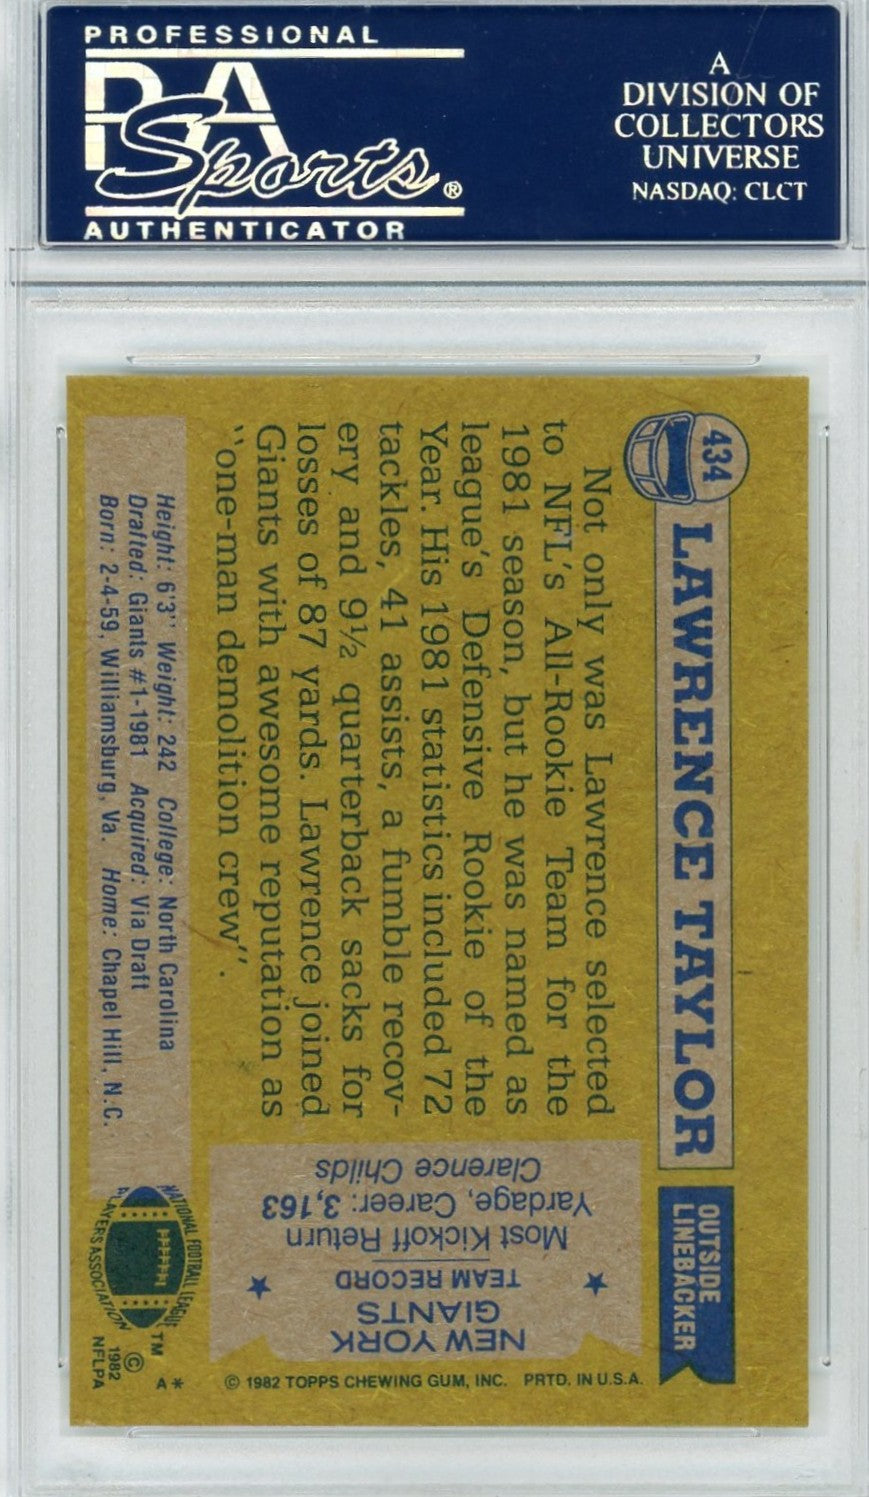 PROFESSIONAL
PSA
Sports®
AUTHENTICATOR
A
DIVISION OF
COLLECTORS
UNIVERSE
NASDAQ: CLCT
434
LAWRENCE TAYLOR
OUTSIDE
LINEBACKER
Not only was Lawrence selected
to NFL's All-Rookie Team for the
1981 season, but he was named as
league's Defensive Rookie of the
Year. His 1981 statistics included 72
tackles, 41 assists, a fumble recov-
ery and 9½ quarterback sacks for
losses of 87 yards. Lawrence joined
Giants with awesome reputation as
"one-man demolition crew".
NEW YORK
GIANTS
TEAM RECORD
Most Kickoff Return
Yardage, Career: 3,163
Clarence Childs
Height: 6'3" Weight: 242 College: North Carolina
Drafted: Giants #1-1981 Acquired: Via Draft
Born: 2-4-59, Williamsburg, Va. Home: Chapel Hill, N.C.
NATIONAL FOOTBALL LEAGUE
PLAYERS ASSOCIATION
TM
© 1982
NFLPA
A*
© 1982 TOPPS CHEWING GUM, INC. PRTD. IN U.S.A.